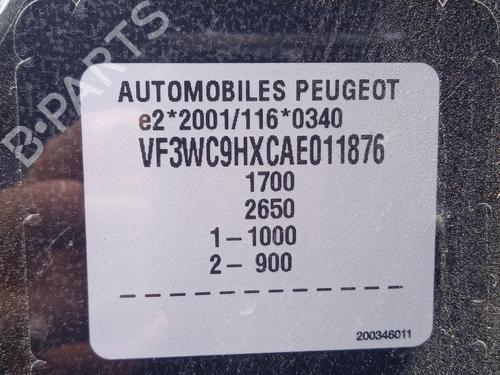 B-PARTS
AUTOMOBILES PEUGEOT
e2*2001/116*0340
VF3WC9HXCAE011876
1700
2650
1-1000
2-900
200346011